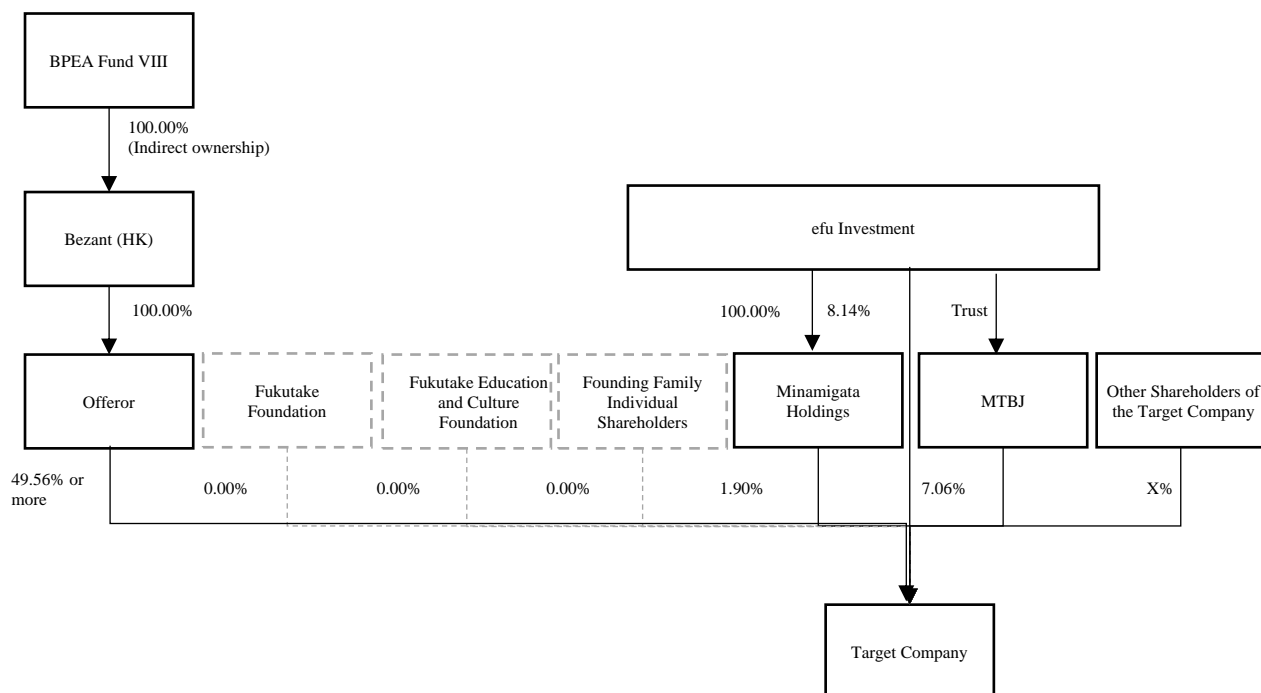 BPEA Fund VIII
100.00%
(Indirect ownership)
Bezant (HK)
efu Investment
100.00%
100.00%
8.14%
Trust
Offeror
Fukutake
Foundation
Fukutake Education
and Culture
Foundation
Founding Family
Individual
Shareholders
Minamigata
Holdings
MTBJ
Other Shareholders of
the Target Company
49.56% or
more
0.00%
0.00%
0.00%
1.90%
7.06%
X%
Target Company